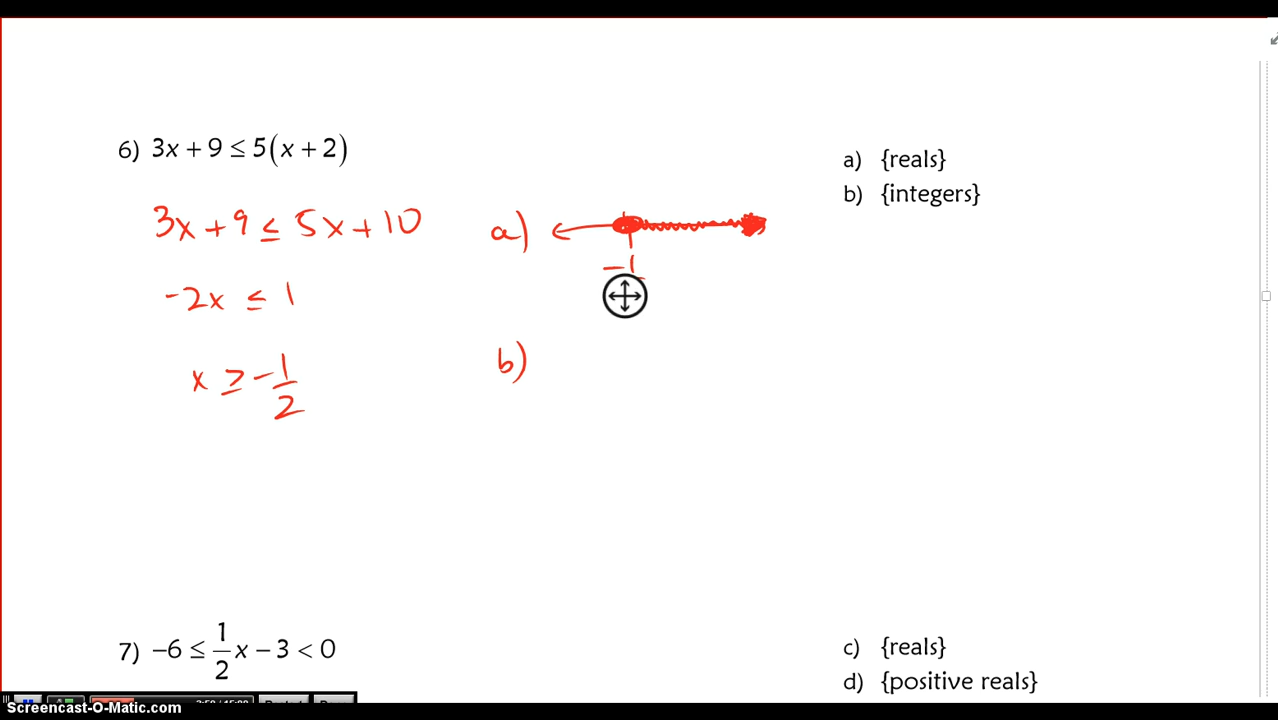 6) 3x + 9 ≤ 5(x + 2)
a) {reals}
b) {integers}
3x + 9 ≤ 5x + 10
a)
-1
-2x ≤ 1
x ≥ -1/2
b)
7) −6 ≤ 1/2 x − 3 < 0
c) {reals}
d) {positive reals}
Screencast-O-Matic.com